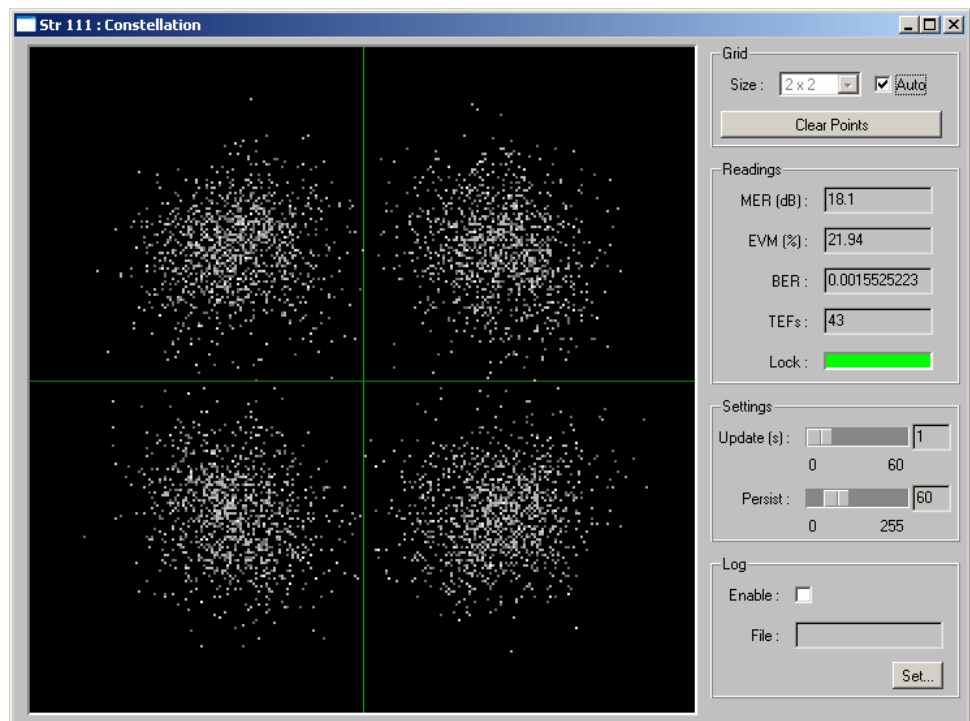 Str 111 : Constellation
Grid
Size : 2 x 2 Auto
Clear Points
Readings
MER (dB) : 18.1
EVM (%) : 21.94
BER : 0.0015525223
TEFs : 43
Lock :
Settings
Update (s) : 1
0 60
Persist : 60
0 255
Log
Enable :
File :
Set...